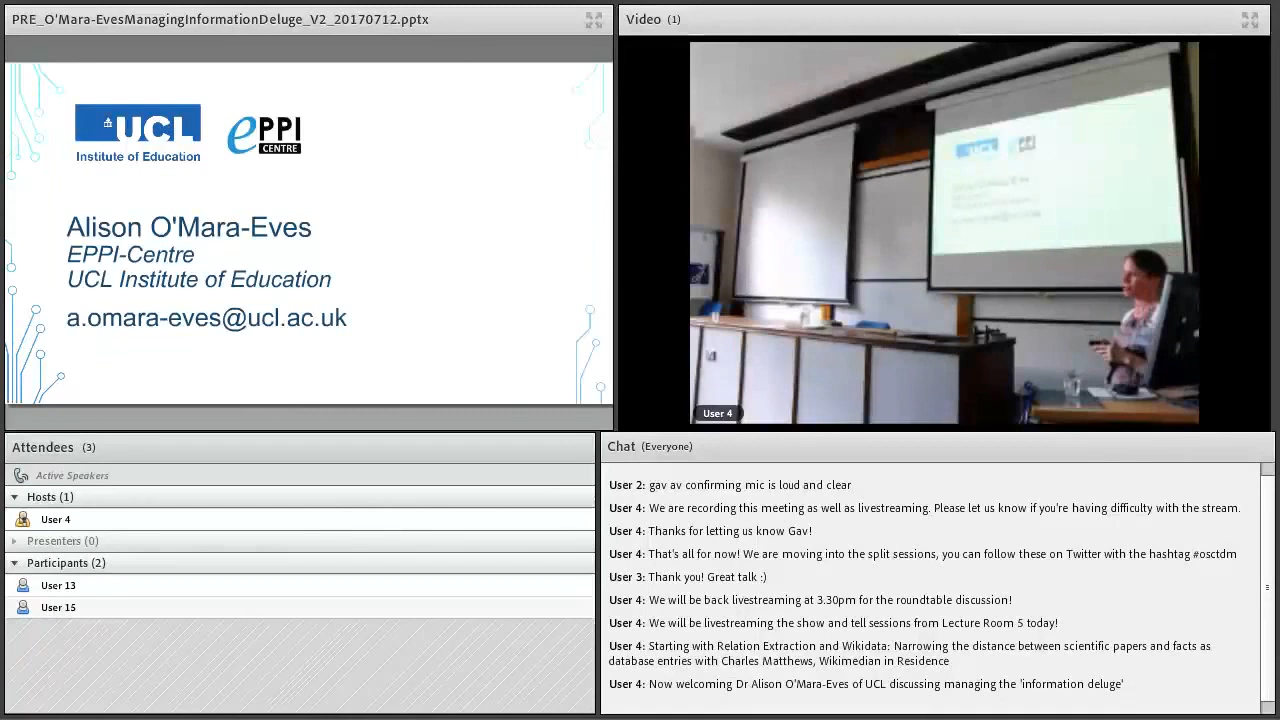 PRE_O'Mara-EvesManagingInformationDeluge_V2_20170712.pptx
UCL
Institute of Education
ePPI
CENTRE
Alison O'Mara-Eves
EPPI-Centre
UCL Institute of Education
a.omara-eves@ucl.ac.uk
Video (1)
UCL
User 4
Attendees (3)
Active Speakers
Hosts (1)
User 4
Presenters (0)
Participants (2)
User 13
User 15
Chat (Everyone)
User 2: gav av confirming mic is loud and clear
User 4: We are recording this meeting as well as livestreaming. Please let us know if you're having difficulty with the stream.
User 4: Thanks for letting us know Gav!
User 4: That's all for now! We are moving into the split sessions, you can follow these on Twitter with the hashtag #osctdm
User 3: Thank you! Great talk :)
User 4: We will be back livestreaming at 3.30pm for the roundtable discussion!
User 4: We will be livestreaming the show and tell sessions from Lecture Room 5 today!
User 4: Starting with Relation Extraction and Wikidata: Narrowing the distance between scientific papers and facts as
database entries with Charles Matthews, Wikimedian in Residence
User 4: Now welcoming Dr Alison O'Mara-Eves of UCL discussing managing the 'information deluge'